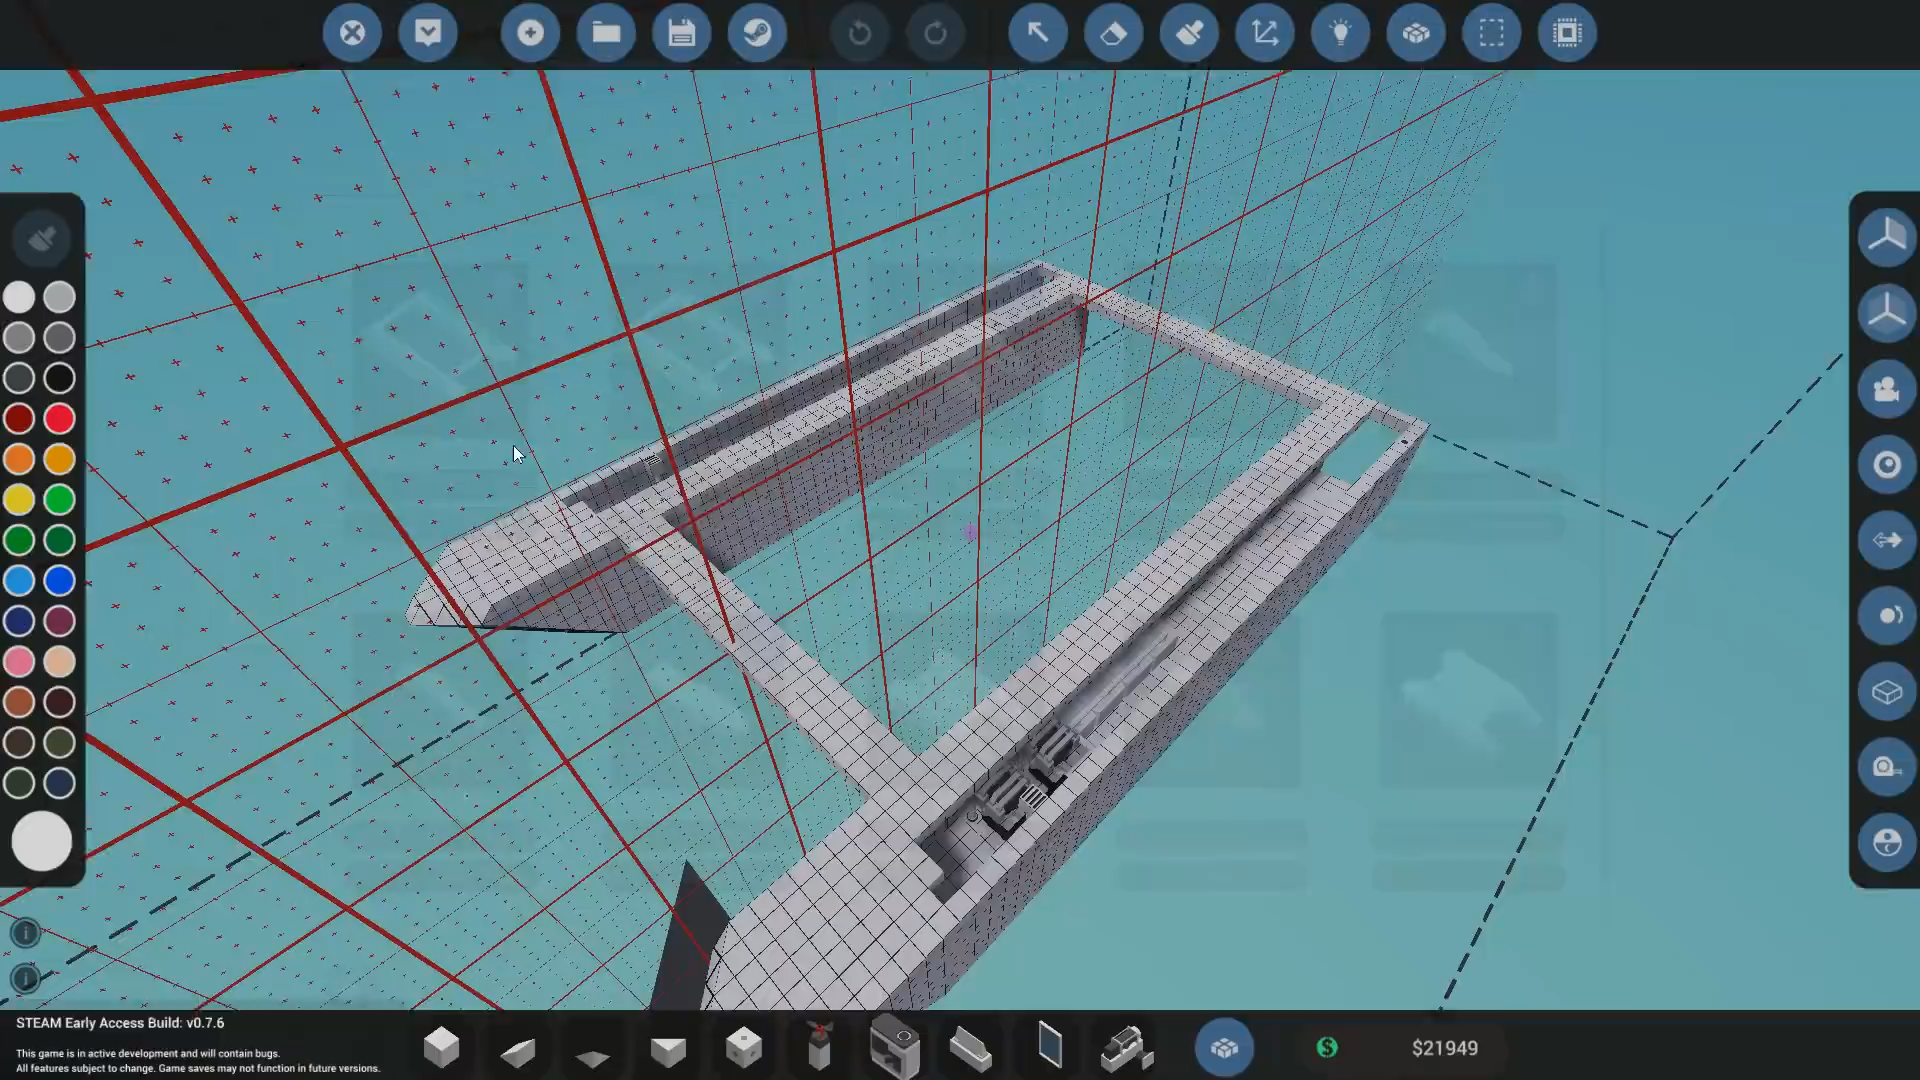 STEAM Early Access Build: v0.7.6
This game is in active development and will contain bugs.
All features subject to change. Game saves may not function in future versions.
$21949